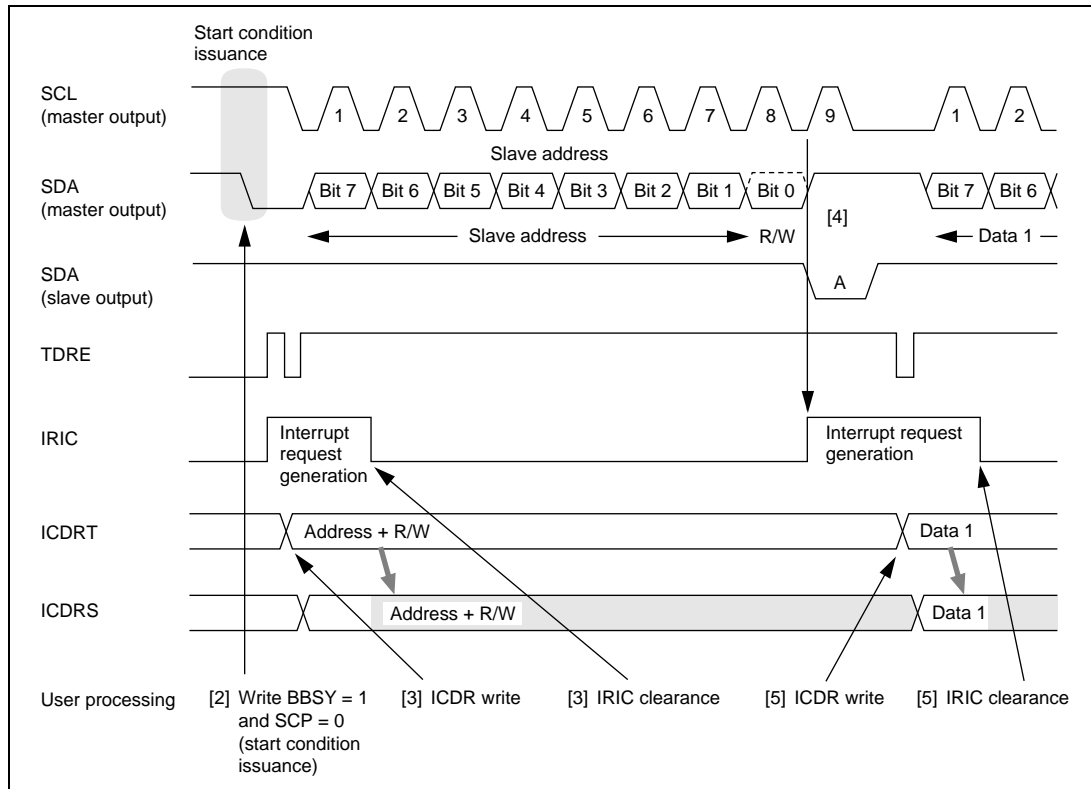 Start condition
issuance
SCL
(master output)
1 2 3 4 5 6 7 8 9 1 2
Slave address
SDA
(master output)
Bit 7 Bit 6 Bit 5 Bit 4 Bit 3 Bit 2 Bit 1 Bit 0 Bit 7 Bit 6
[4]
Slave address R/W Data 1
SDA
(slave output)
A
TDRE
IRIC
Interrupt
request
generation
Interrupt request
generation
ICDRT
Address + R/W
Data 1
ICDRS
Address + R/W
Data 1
User processing
[2] Write BBSY = 1
and SCP = 0
(start condition
issuance)
[3] ICDR write
[3] IRIC clearance
[5] ICDR write
[5] IRIC clearance